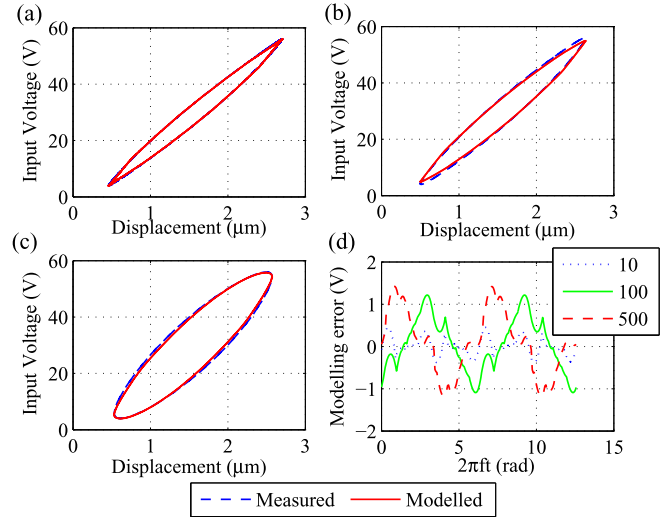 (a)
Input Voltage (V)
60
40
20
0
0
1
2
3
Displacement (μm)
(b)
Input Voltage (V)
60
40
20
0
0
1
2
3
Displacement (μm)
(c)
Input Voltage (V)
60
40
20
0
0
1
2
3
Displacement (μm)
(d)
Modelling error (V)
2
1
0
−1
−2
0
5
10
15
2πft (rad)
10
100
500
Measured
Modelled